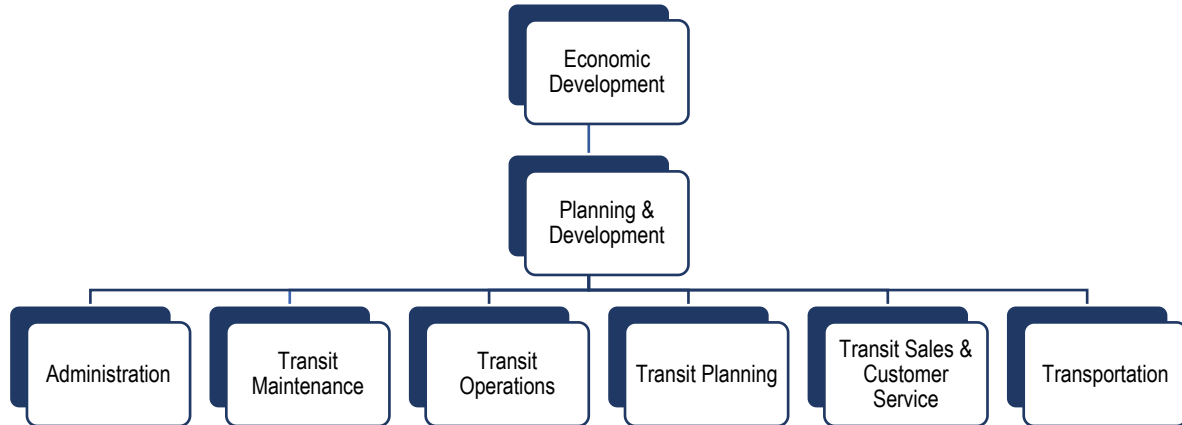 Economic
Development
Planning &
Development
Administration
Transit
Maintenance
Transit
Operations
Transit Planning
Transit Sales &
Customer
Service
Transportation